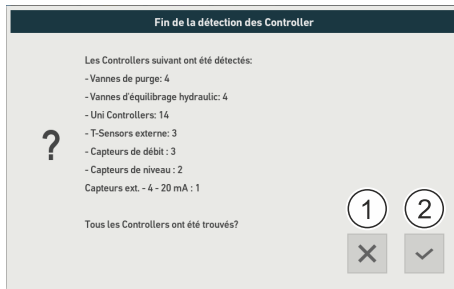 Fin de la détection des Controller
Les Controllers suivant ont été détectés:
- Vannes de purge: 4
- Vannes d'équilibrage hydraulic: 4
- Uni Controllers: 14
- T-Sensors externe: 3
- Capteurs de débit : 3
- Capteurs de niveau : 2
Capteurs ext. - 4 - 20 mA : 1
?
Tous les Controllers ont été trouvés?
1
2